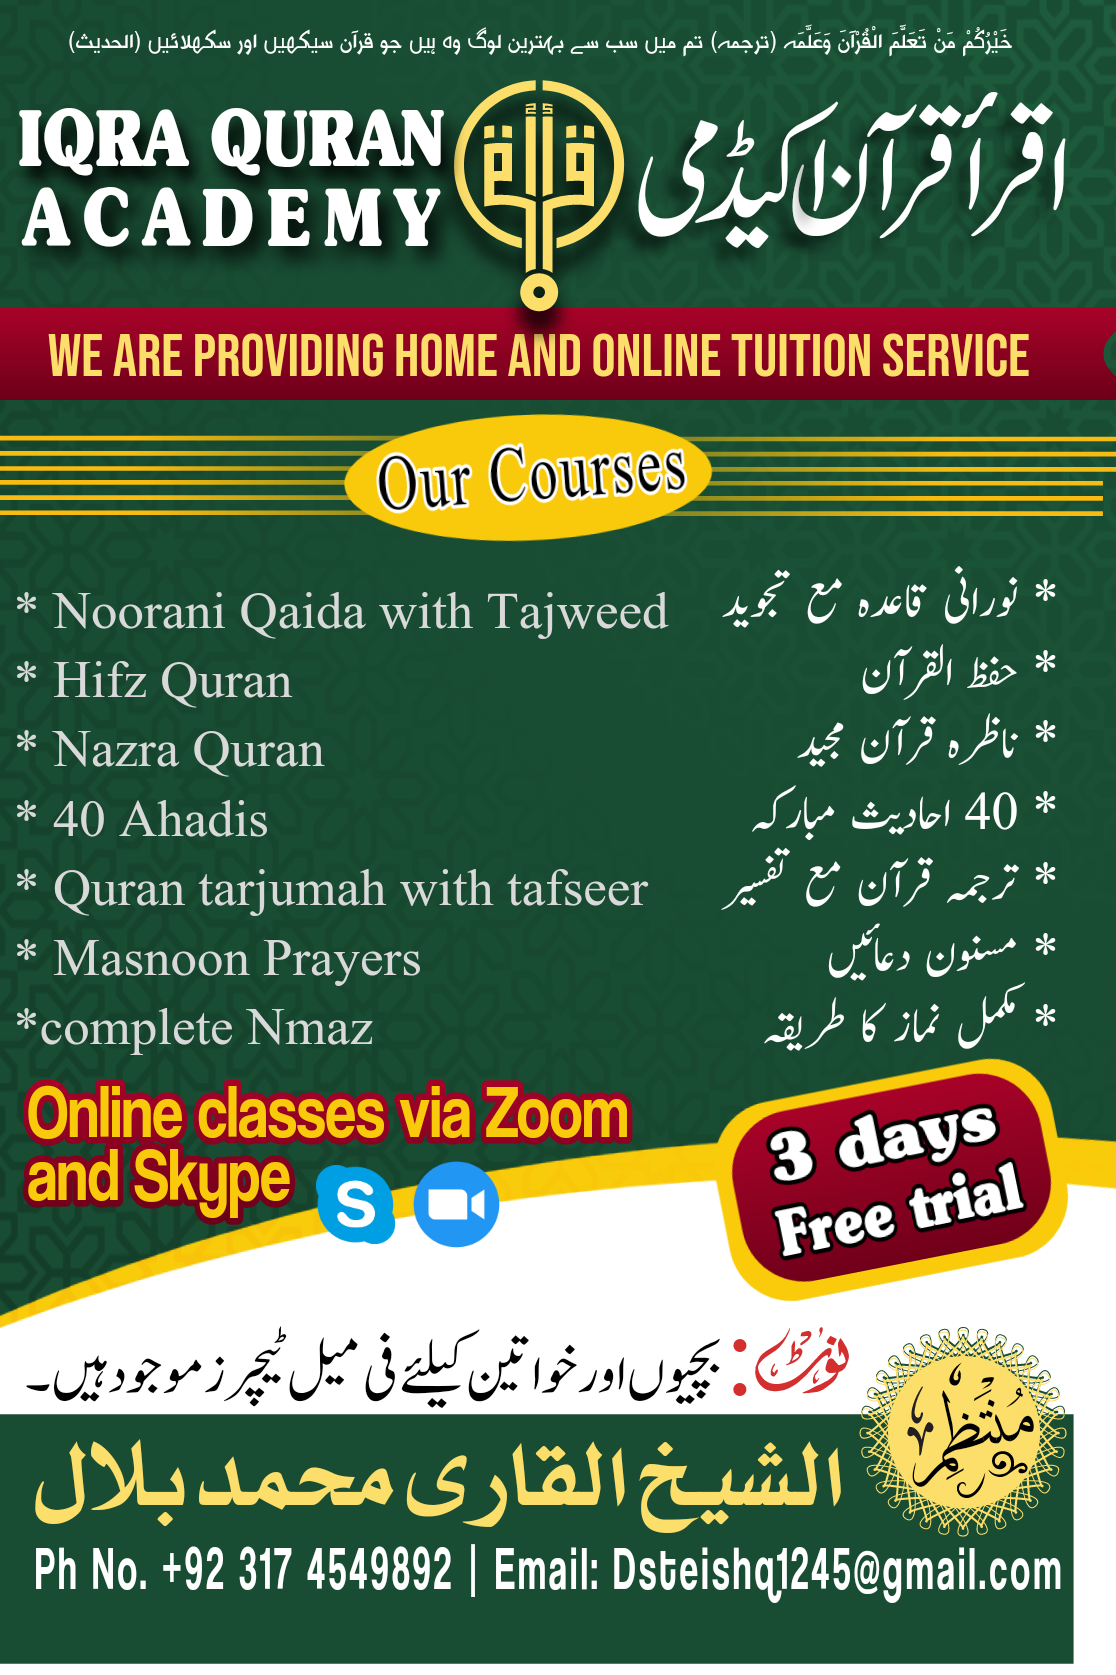 خَيْرُكُمْ مَنْ تَعَلَّمَ الْقُرْآنَ وَعَلَّمَہ (ترجمہ) تم میں سب سے بہترین لوگ وہ ہیں جو قرآن سیکھیں اور سکھلائیں (الحدیث)
IQRA QURAN
ACADEMY
اقرأ قرآن اکیڈمی
WE ARE PROVIDING HOME AND ONLINE TUITION SERVICE
Our Courses
* Noorani Qaida with Tajweed
* نورانی قاعدہ مع تجوید
* Hifz Quran
* حفظ القرآن
* Nazra Quran
* ناظرہ قرآن مجید
* 40 Ahadis
* 40 احادیث مبارکہ
* Quran tarjumah with tafseer
* ترجمہ قرآن مع تفسیر
* Masnoon Prayers
* مسنون دعائیں
*complete Nmaz
* مکمل نماز کا طریقہ
Online classes via Zoom
and Skype
3 days
Free trial
نوٹ: بچیوں اور خواتین کیلئے فی میل ٹیچرز موجود ہیں۔
مُنتَظِم
الشیخ القاری محمد بلال
Ph No. +92 317 4549892 | Email: Dsteishq1245@gmail.com